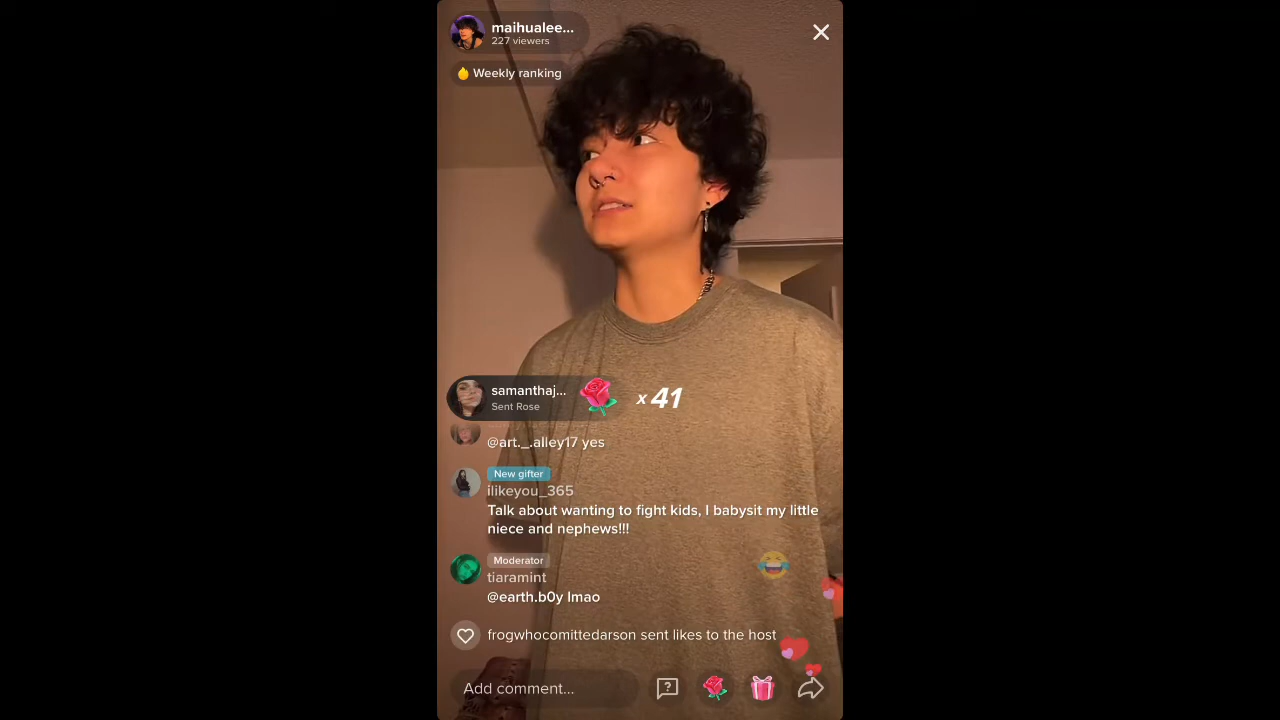 maihualee...
227 viewers
Weekly ranking
samanthaj...
Sent Rose
x 41
@art._.alley17 yes
New gifter
ilikeyou_365
Talk about wanting to fight kids, I babysit my little
niece and nephews!!!
Moderator
tiaramint
@earth.b0y lmao
frogwhocomittedarson sent likes to the host
Add comment...
?